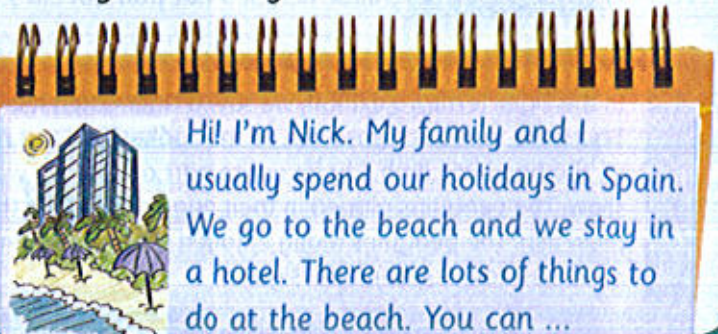 Hi! I'm Nick. My family and I
usually spend our holidays in Spain.
We go to the beach and we stay in
a hotel. There are lots of things to
do at the beach. You can ...